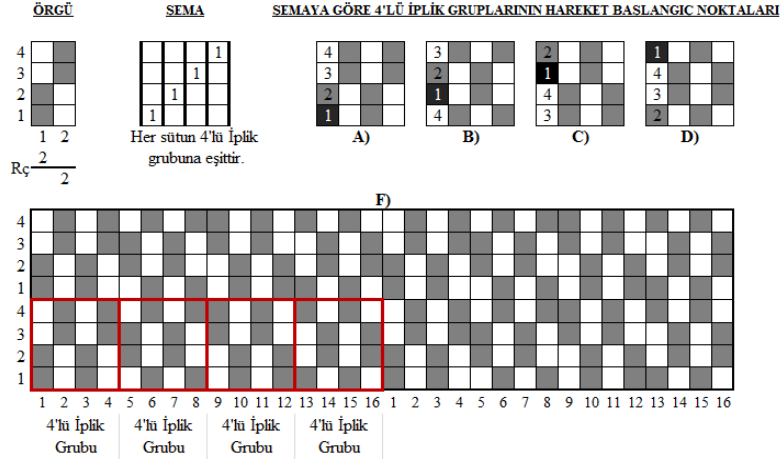 ÖRGÜ SEMA SEMAYA GÖRE 4'LÜ İPLİK GRUPLARININ HAREKET BASLANGIC NOKTALARI
4 1 4 3 2 1
3 1 3 2 1 4
2 1 2 1 4 3
1 1 1 4 3 2
1 2 Her sütun 4'lü İplik A) B) C) D)
2 grubuna eşittir.
Rç
2
F)
4
3
2
1
4
3
2
1
1 2 3 4 5 6 7 8 9 10 11 12 13 14 15 16 1 2 3 4 5 6 7 8 9 10 11 12 13 14 15 16
4'lü İplik 4'lü İplik 4'lü İplik 4'lü İplik
Grubu Grubu Grubu Grubu